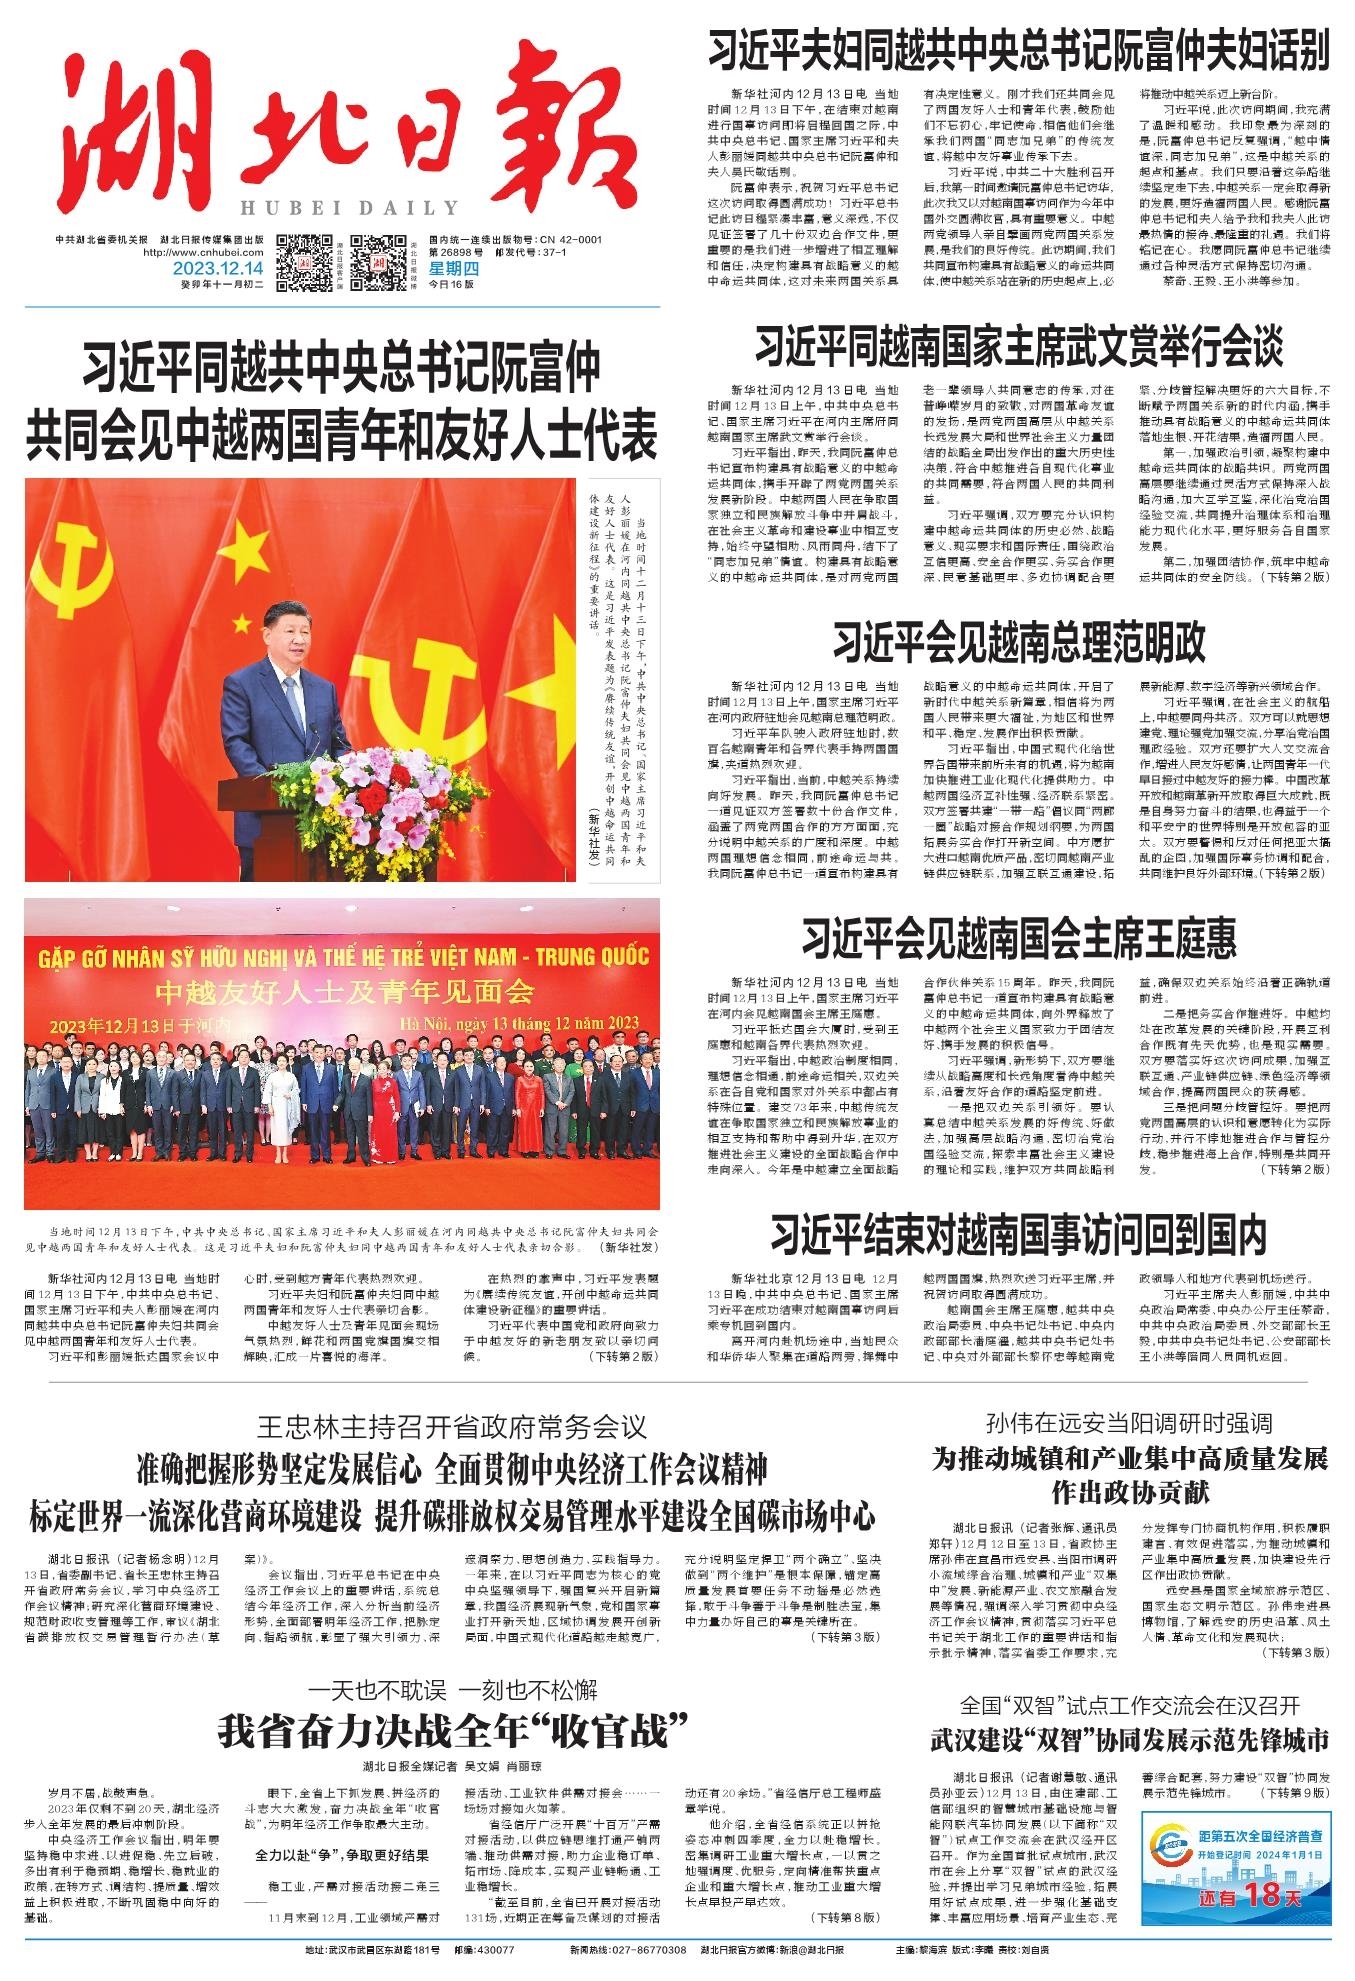 湖北日報
HUBEI DAILY
中共湖北省委机关报 湖北日报传媒集团出版
http://www.cnhubei.com
2023.12.14
癸卯年十一月初二
湖北日报客户端
湖北日报微博
国内统一连续出版物号:CN 42-0001
第26898号 邮发代号:37-1
星期四
今日16版
习近平同越共中央总书记阮富仲
共同会见中越两国青年和友好人士代表
当地时间十二月十三日下午,中共中央总书记、国家主席习近平和夫
人彭丽媛在河内同越共中央总书记阮富仲夫妇共同会见中越两国青年和
友好人士代表。这是习近平发表题为《赓续传统友谊,开创中越命运共同
体建设新征程》的重要讲话。
(新华社发)
GẶP GỠ NHÂN SỸ HỮU NGHỊ VÀ THẾ HỆ TRẺ VIỆT NAM - TRUNG QUỐC
中越友好人士及青年见面会
2023年12月13日于河内
Hà Nội, ngày 13 tháng 12 năm 2023
当地时间12月13日下午,中共中央总书记、国家主席习近平和夫人彭丽媛在河内同越共中央总书记阮富仲夫妇共同会
见中越两国青年和友好人士代表。这是习近平夫妇和阮富仲夫妇同中越两国青年和友好人士代表亲切合影。 (新华社发)
新华社河内12月13日电 当地时
间12月13日下午,中共中央总书记、
国家主席习近平和夫人彭丽媛在河内
同越共中央总书记阮富仲夫妇共同会
见中越两国青年和友好人士代表。
习近平和彭丽媛抵达国家会议中
心时,受到越方青年代表热烈欢迎。
习近平夫妇和阮富仲夫妇同中越
两国青年和友好人士代表亲切合影。
中越友好人士及青年见面会现场
气氛热烈,鲜花和两国党旗国旗交相
辉映,汇成一片喜悦的海洋。
在热烈的掌声中,习近平发表题
为《赓续传统友谊,开创中越命运共同
体建设新征程》的重要讲话。
习近平代表中国党和政府向致力
于中越友好的新老朋友致以亲切问
候。 (下转第2版)
习近平夫妇同越共中央总书记阮富仲夫妇话别
新华社河内12月13日电 当地
时间12月13日下午,在结束对越南
进行国事访问即将启程回国之际,中
共中央总书记、国家主席习近平和夫
人彭丽媛同越共中央总书记阮富仲和
夫人吴氏敏话别。
阮富仲表示,祝贺习近平总书记
这次访问取得圆满成功!习近平总书
记此访日程紧凑丰富,意义深远,不仅
见证签署了几十份双边合作文件,更
重要的是我们进一步增进了相互理解
和信任,决定构建具有战略意义的越
中命运共同体,这对未来两国关系具
有决定性意义。刚才我们还共同会见
了两国友好人士和青年代表,鼓励他
们不忘初心,牢记使命,相信他们会继
承我们两国“同志加兄弟”的传统友
谊,将越中友好事业传承下去。
习近平说,中共二十大胜利召开
后,我第一时间邀请阮富仲总书记访华,
此次我又以对越南国事访问作为今年中
国外交圆满收官,具有重要意义。中越
两党领导人亲自擘画两党两国关系发
展,是我们的良好传统。此访期间,我们
共同宣布构建具有战略意义的命运共同
体,使中越关系站在新的历史起点上,必
将推动中越关系迈上新台阶。
习近平说,此次访问期间,我充满
了温暖和感动。我印象最为深刻的
是,阮富仲总书记反复强调,“越中情
谊深,同志加兄弟”,这是中越关系的
起点和基点。我们只要沿着这条路继
续坚定走下去,中越关系一定会取得新
的发展,更好造福两国人民。感谢阮富
仲总书记和夫人给予我和我夫人此访
最热情的接待、最隆重的礼遇。我们将
铭记在心。我愿同阮富仲总书记继续
通过各种灵活方式保持密切沟通。
蔡奇、王毅、王小洪等参加。
习近平同越南国家主席武文赏举行会谈
新华社河内12月13日电 当地
时间12月13日上午,中共中央总书
记、国家主席习近平在河内主席府同
越南国家主席武文赏举行会谈。
习近平指出,昨天,我同阮富仲总
书记宣布构建具有战略意义的中越命
运共同体,携手开辟了两党两国关系
发展新阶段。中越两国人民在争取国
家独立和民族解放斗争中并肩战斗,
在社会主义革命和建设事业中相互支
持,始终守望相助、风雨同舟,结下了
“同志加兄弟”情谊。构建具有战略意
义的中越命运共同体,是对两党两国
老一辈领导人共同意志的传承,对往
昔峥嵘岁月的致敬,对两国革命友谊
的发扬,是两党两国高层从中越关系
长远发展大局和世界社会主义力量团
结的战略全局出发作出的重大历史性
决策,符合中越推进各自现代化事业
的共同需要,符合两国人民的共同利
益。
习近平强调,双方要充分认识构
建中越命运共同体的历史必然、战略
意义、现实要求和国际责任,围绕政治
互信更高、安全合作更实、务实合作更
深、民意基础更牢、多边协调配合更
紧、分歧管控解决更好的六大目标,不
断赋予两国关系新的时代内涵,携手
推动具有战略意义的中越命运共同体
落地生根、开花结果,造福两国人民。
第一,加强政治引领,凝聚构建中
越命运共同体的战略共识。两党两国
高层要继续通过灵活方式保持深入战
略沟通,加大互学互鉴,深化治党治国
经验交流,共同提升治理体系和治理
能力现代化水平,更好服务各自国家
发展。
第二,加强团结协作,筑牢中越命
运共同体的安全防线。(下转第2版)
习近平会见越南总理范明政
新华社河内12月13日电 当地
时间12月13日上午,国家主席习近平
在河内政府驻地会见越南总理范明政。
习近平车队驶入政府驻地时,数
百名越南青年和各界代表手持两国国
旗,夹道热烈欢迎。
习近平指出,当前,中越关系持续
向好发展。昨天,我同阮富仲总书记
一道见证双方签署数十份合作文件,
涵盖了两党两国合作的方方面面,充
分说明中越关系的广度和深度。中越
两国理想信念相同,前途命运与共。
我同阮富仲总书记一道宣布构建具有
战略意义的中越命运共同体,开启了
新时代中越关系新篇章,相信将为两
国人民带来更大福祉,为地区和世界
和平、稳定、发展作出积极贡献。
习近平指出,中国式现代化给世
界各国带来前所未有的机遇,将为越南
加快推进工业化现代化提供助力。中
越两国经济互补性强、经济联系紧密。
双方签署共建“一带一路”倡议同“两廊
一圈”战略对接合作规划纲要,为两国
拓展务实合作打开新空间。中方愿扩
大进口越南优质产品,密切同越南产业
链供应链联系,加强互联互通建设,拓
展新能源、数字经济等新兴领域合作。
习近平强调,在社会主义的航船
上,中越要同舟共济。双方可以就思想
建党、理论强党加强交流,分享治党治国
理政经验。双方还要扩大人文交流合
作,增进人民友好感情,让两国青年一代
早日接过中越友好的接力棒。中国改革
开放和越南革新开放取得巨大成就,既
是自身努力奋斗的结果,也得益于一个
和平安宁的世界特别是开放包容的亚
太。双方要警惕和反对任何把亚太搞
乱的企图,加强国际事务协调和配合,
共同维护良好外部环境。(下转第2版)
习近平会见越南国会主席王庭惠
新华社河内12月13日电 当地
时间12月13日上午,国家主席习近平
在河内会见越南国会主席王庭惠。
习近平抵达国会大厦时,受到王
庭惠和越南各界代表热烈欢迎。
习近平指出,中越政治制度相同,
理想信念相通,前途命运相关,双边关
系在各自党和国家对外关系中都占有
特殊位置。建交73年来,中越传统友
谊在争取国家独立和民族解放事业的
相互支持和帮助中得到升华,在双方
推进社会主义建设的全面战略合作中
走向深入。今年是中越建立全面战略
合作伙伴关系15周年。昨天,我同阮
富仲总书记一道宣布构建具有战略意
义的中越命运共同体,向外界释放了
中越两个社会主义国家致力于团结友
好、携手发展的积极信号。
习近平强调,新形势下,双方要继
续从战略高度和长远角度看待中越关
系,沿着友好合作的道路坚定前进。
一是把双边关系引领好。要认
真总结中越关系发展的好传统、好做
法,加强高层战略沟通,密切治党治
国经验交流,探索丰富社会主义建设
的理论和实践,维护双方共同战略利
益,确保双边关系始终沿着正确轨道
前进。
二是把务实合作推进好。中越均
处在改革发展的关键阶段,开展互利
合作既有先天优势,也是现实需要。
双方要落实好这次访问成果,加强互
联互通、产业链供应链、绿色经济等领
域合作,提高两国民众的获得感。
三是把问题分歧管控好。要把两
党两国高层的认识和意愿转化为实际
行动,并行不悖地推进合作与管控分
歧,稳步推进海上合作,特别是共同开
发。 (下转第2版)
习近平结束对越南国事访问回到国内
新华社北京12月13日电 12月
13日晚,中共中央总书记、国家主席
习近平在成功结束对越南国事访问后
乘专机回到国内。
离开河内赴机场途中,当地民众
和华侨华人聚集在道路两旁,挥舞中
越两国国旗,热烈欢送习近平主席,并
祝贺访问取得圆满成功。
越南国会主席王庭惠,越共中央
政治局委员、中央书记处书记、中央内
政部部长潘庭濯,越共中央书记处书
记、中央对外部部长黎怀忠等越南党
政领导人和地方代表到机场送行。
习近平主席夫人彭丽媛,中共中
央政治局常委、中央办公厅主任蔡奇,
中共中央政治局委员、外交部部长王
毅,中共中央书记处书记、公安部部长
王小洪等陪同人员同机返回。
王忠林主持召开省政府常务会议
准确把握形势坚定发展信心 全面贯彻中央经济工作会议精神
标定世界一流深化营商环境建设 提升碳排放权交易管理水平建设全国碳市场中心
湖北日报讯(记者杨念明)12月
13日,省委副书记、省长王忠林主持召
开省政府常务会议,学习中央经济工
作会议精神;研究深化营商环境建设、
规范财政收支管理等工作,审议《湖北
省碳排放权交易管理暂行办法(草
案)》。
会议指出,习近平总书记在中央
经济工作会议上的重要讲话,系统总
结今年经济工作,深入分析当前经济
形势,全面部署明年经济工作,把脉定
向、指路领航,彰显了强大引领力、深
邃洞察力、思想创造力、实践指导力。
一年来,在以习近平同志为核心的党
中央坚强领导下,强国复兴开启新篇
章,我国经济展现新气象,党和国家事
业打开新天地,区域协调发展开创新
局面,中国式现代化道路越走越宽广,
充分说明坚定捍卫“两个确立”、坚决
做到“两个维护”是根本保障,锚定高
质量发展首要任务不动摇是必然选
择,敢于斗争善于斗争是制胜法宝,集
中力量办好自己的事是关键所在。
(下转第3版)
孙伟在远安当阳调研时强调
为推动城镇和产业集中高质量发展
作出政协贡献
湖北日报讯(记者张辉、通讯员
郑轩)12月12日至13日,省政协主
席孙伟在宜昌市远安县、当阳市调研
小流域综合治理、城镇和产业“双集
中”发展、新能源产业、农文旅融合发
展等情况,强调深入学习贯彻中央经
济工作会议精神,贯彻落实习近平总
书记关于湖北工作的重要讲话和指
示批示精神,落实省委工作要求,充
分发挥专门协商机构作用,积极履职
建言、有效促进落实,为推动城镇和
产业集中高质量发展,加快建设先行
区作出政协贡献。
远安县是国家全域旅游示范区、
国家生态文明示范区。孙伟走进县
博物馆,了解远安的历史沿革、风土
人情、革命文化和发展现状;
(下转第3版)
一天也不耽误 一刻也不松懈
我省奋力决战全年“收官战”
湖北日报全媒记者 吴文娟 肖丽琼
岁月不居,战鼓声急。
2023年仅剩不到20天,湖北经济
步入全年发展的最后冲刺阶段。
中央经济工作会议指出,明年要
坚持稳中求进、以进促稳、先立后破,
多出有利于稳预期、稳增长、稳就业的
政策,在转方式、调结构、提质量、增效
益上积极进取,不断巩固稳中向好的
基础。
眼下,全省上下抓发展、拼经济的
斗志大大激发,奋力决战全年“收官
战”,为明年经济工作争取最大主动。
全力以赴“争”,争取更好结果
稳工业,产需对接活动接二连三
——
11月末到12月,工业领域产需对
接活动、工业软件供需对接会……一
场场对接如火如荼。
省经信厅广泛开展“十百万”产需
对接活动,以供应链思维打通产销两
端、推动供需对接,助力企业稳订单、
拓市场、降成本,实现产业链畅通、工
业稳增长。
“截至目前,全省已开展对接活动
131场,近期正在筹备及谋划的对接活
动还有20余场。”省经信厅总工程师盛
章学说。
他介绍,全省经信系统正以拼抢
姿态冲刺四季度,全力以赴稳增长。
密集调研工业重大增长点,一以贯之
地强调度、优服务,定向精准帮扶重点
企业和重大增长点,推动工业重大增
长点早投产早达效。
(下转第8版)
全国“双智”试点工作交流会在汉召开
武汉建设“双智”协同发展示范先锋城市
湖北日报讯(记者谢慧敏、通讯
员孙亚云)12月13日,由住建部、工
信部组织的智慧城市基础设施与智
能网联汽车协同发展(以下简称“双
智”)试点工作交流会在武汉经开区
召开。作为全国首批试点城市,武汉
市在会上分享“双智”试点的武汉经
验,并提出学习兄弟城市经验,拓展
用好试点成果,进一步强化基础支
撑、丰富应用场景、培育产业生态、完
善综合配套,努力建设“双智”协同发
展示范先锋城市。 (下转第9版)
距第五次全国经济普查
开始登记时间 2024年1月1日
还有18天
地址:武汉市武昌区东湖路181号 邮编:430077 新闻热线:027-86770308 湖北日报官方微博:新浪@湖北日报 主编:黎海滨 版式:李曦 责校:刘自贤